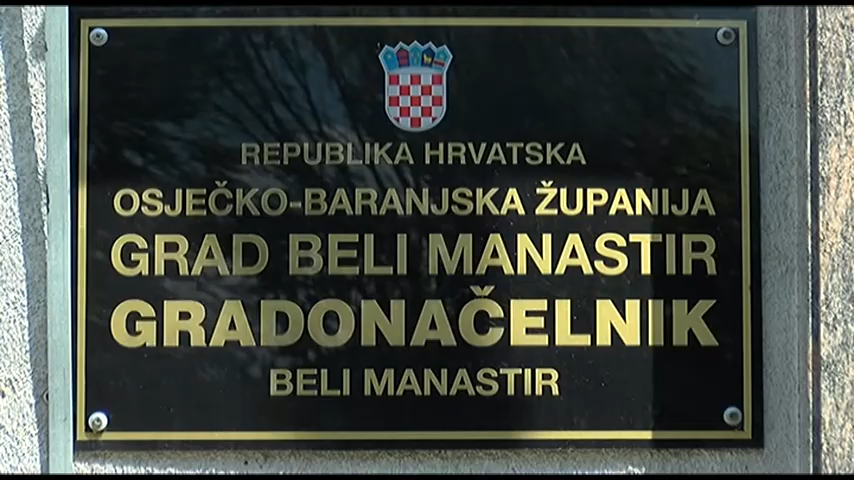 REPUBLIKA HRVATSKA
OSJEČKO-BARANJSKA ŽUPANIJA
GRAD BELI MANASTIR
GRADONAČELNIK
BELI MANASTIR